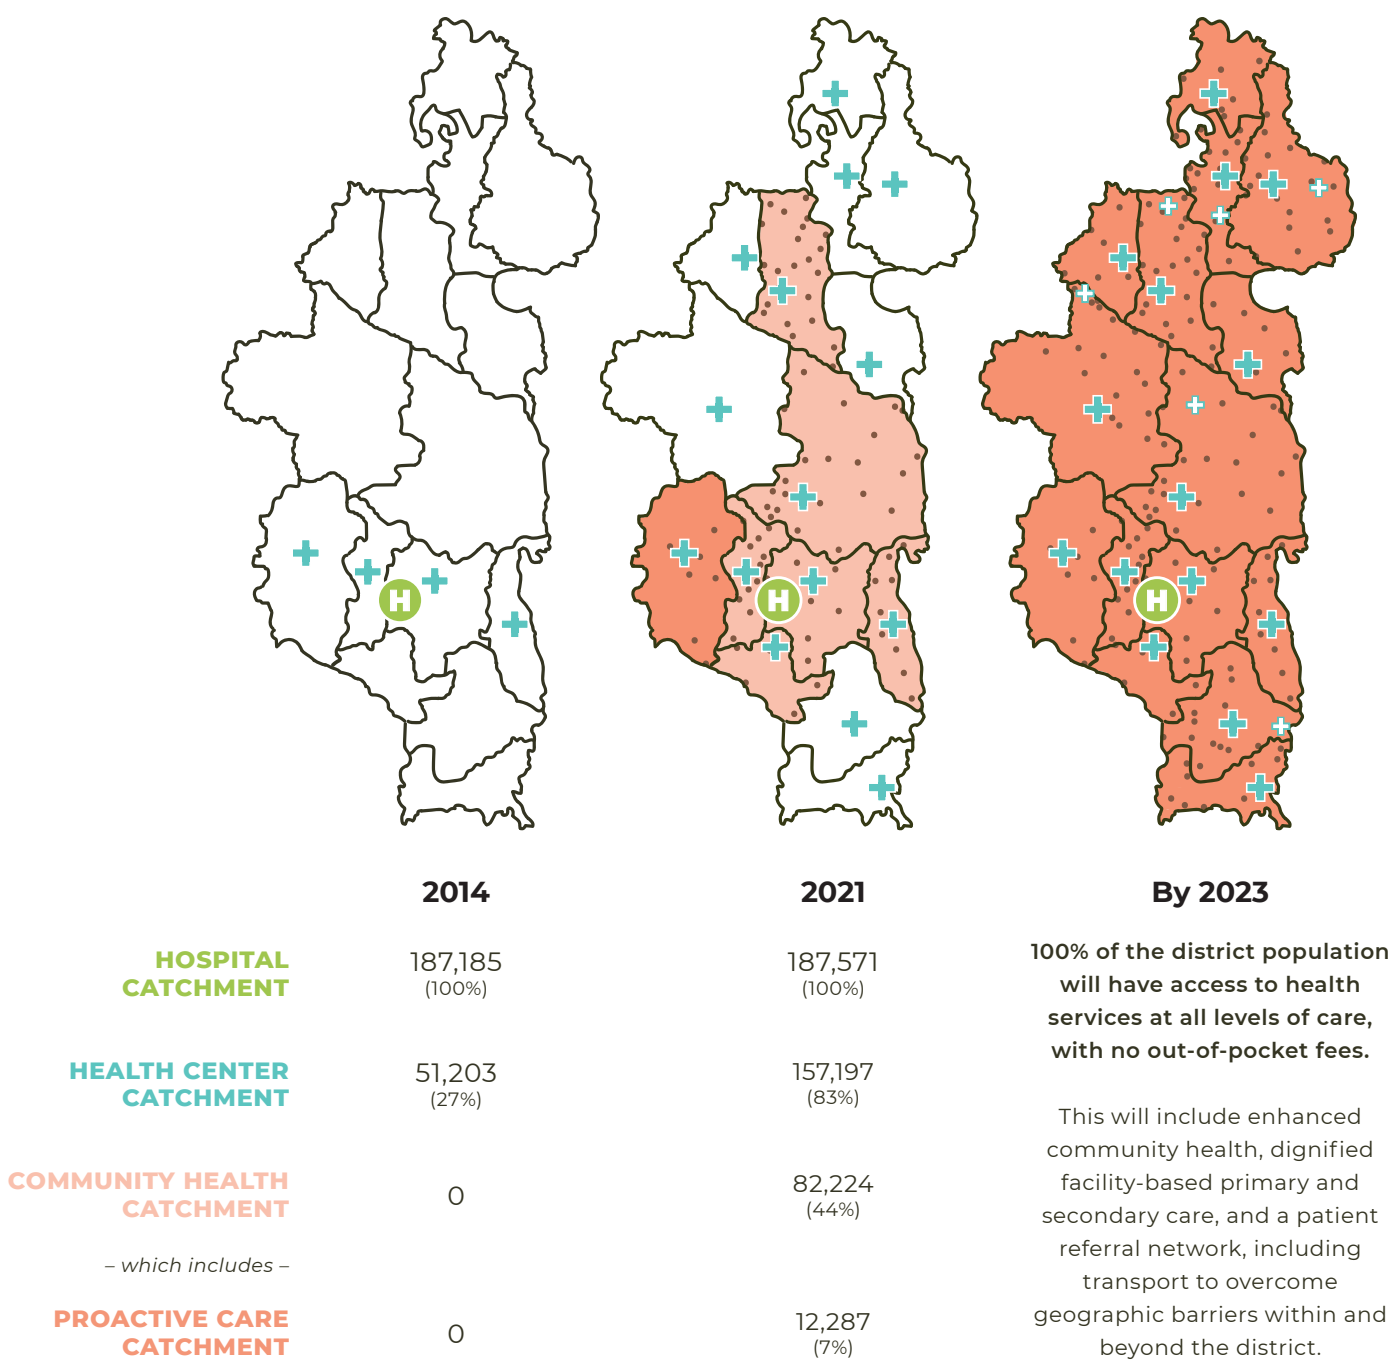 H
H
H
2014
2021
By 2023
HOSPITAL
CATCHMENT
187,185
(100%)
187,571
(100%)
HEALTH CENTER
CATCHMENT
51,203
(27%)
157,197
(83%)
COMMUNITY HEALTH
CATCHMENT
0
82,224
(44%)
– which includes –
PROACTIVE CARE
CATCHMENT
0
12,287
(7%)
100% of the district population
will have access to health
services at all levels of care,
with no out-of-pocket fees.
This will include enhanced
community health, dignified
facility-based primary and
secondary care, and a patient
referral network, including
transport to overcome
geographic barriers within and
beyond the district.